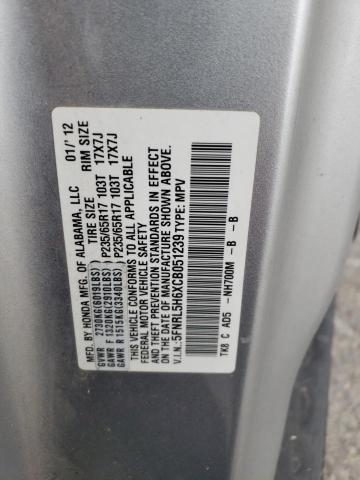 MFD. BY HONDA MFG. OF ALABAMA, LLC 01/'12
TIRE SIZE RIM SIZE
GVWR 2730KG(6019LBS)
GAWR F 1320KG(2910LBS) P235/65R17 103T 17X7J
GAWR R 1515KG(3340LBS) P235/65R17 103T 17X7J
THIS VEHICLE CONFORMS TO ALL APPLICABLE
FEDERAL MOTOR VEHICLE SAFETY
AND THEFT PREVENTION STANDARDS IN EFFECT
ON THE DATE OF MANUFACTURE SHOWN ABOVE.
V.I.N.: 5FNRL5H6XCB051239 TYPE: MPV
TK8 C AD5 -NH700M -B -B